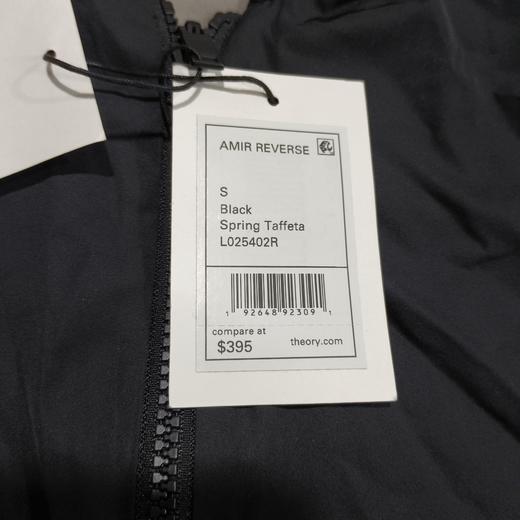 AMIR REVERSE
S
Black
Spring Taffeta
L025402R
1 92648 92309 1
compare at
$395 theory.com